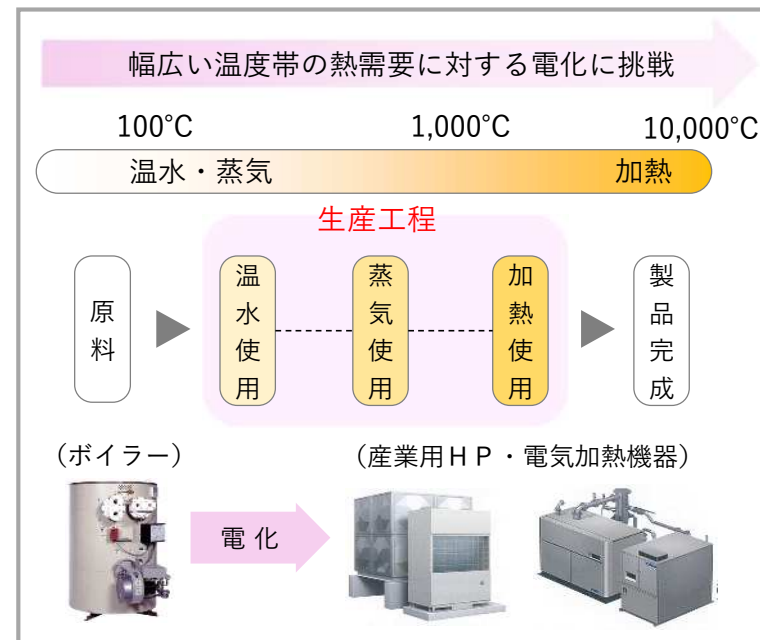 幅広い温度帯の熱需要に対する電化に挑戦
100℃ 1,000℃ 10,000℃
温水・蒸気 加熱
生産工程
原料
温水使用
蒸気使用
加熱使用
製品完成
（ボイラー） （産業用ＨＰ・電気加熱機器）
電化